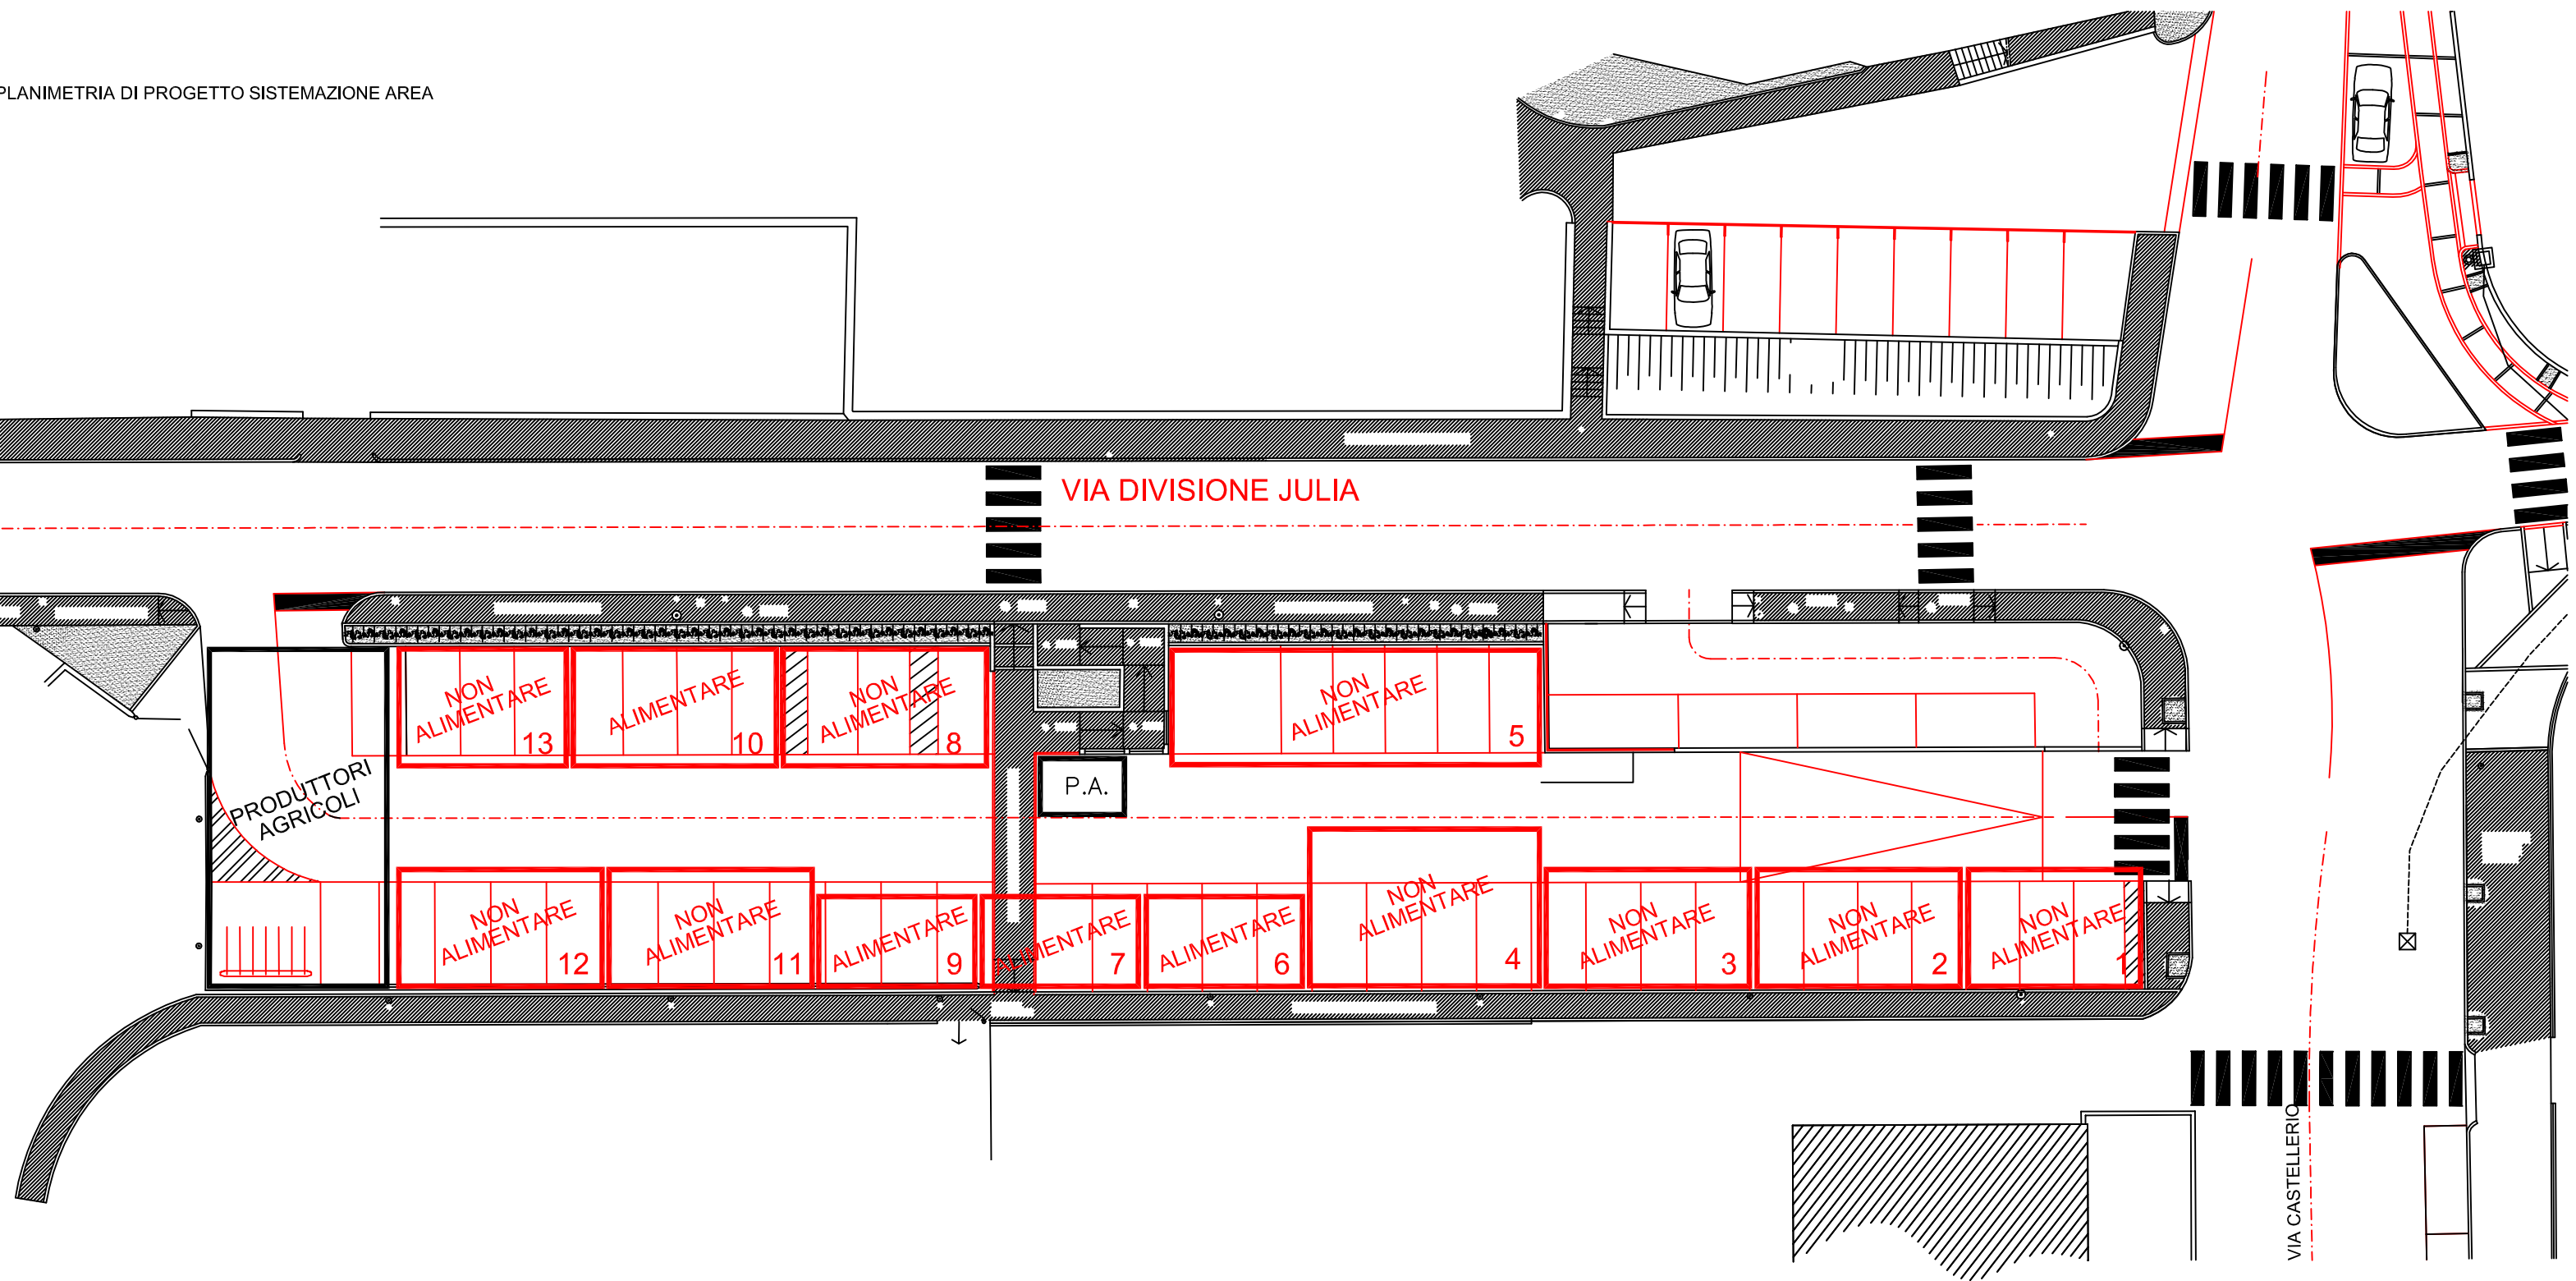 PLANIMETRIA DI PROGETTO SISTEMAZIONE AREA
VIA DIVISIONE JULIA
NON
ALIMENTARE
13
ALIMENTARE
10
NON
ALIMENTARE
8
NON
ALIMENTARE
5
PRODUTTORI
AGRICOLI
P.A.
NON
ALIMENTARE
12
NON
ALIMENTARE
11
ALIMENTARE
9
ALIMENTARE
7
ALIMENTARE
6
NON
ALIMENTARE
4
NON
ALIMENTARE
3
NON
ALIMENTARE
2
NON
ALIMENTARE
1
VIA CASTELLERIO